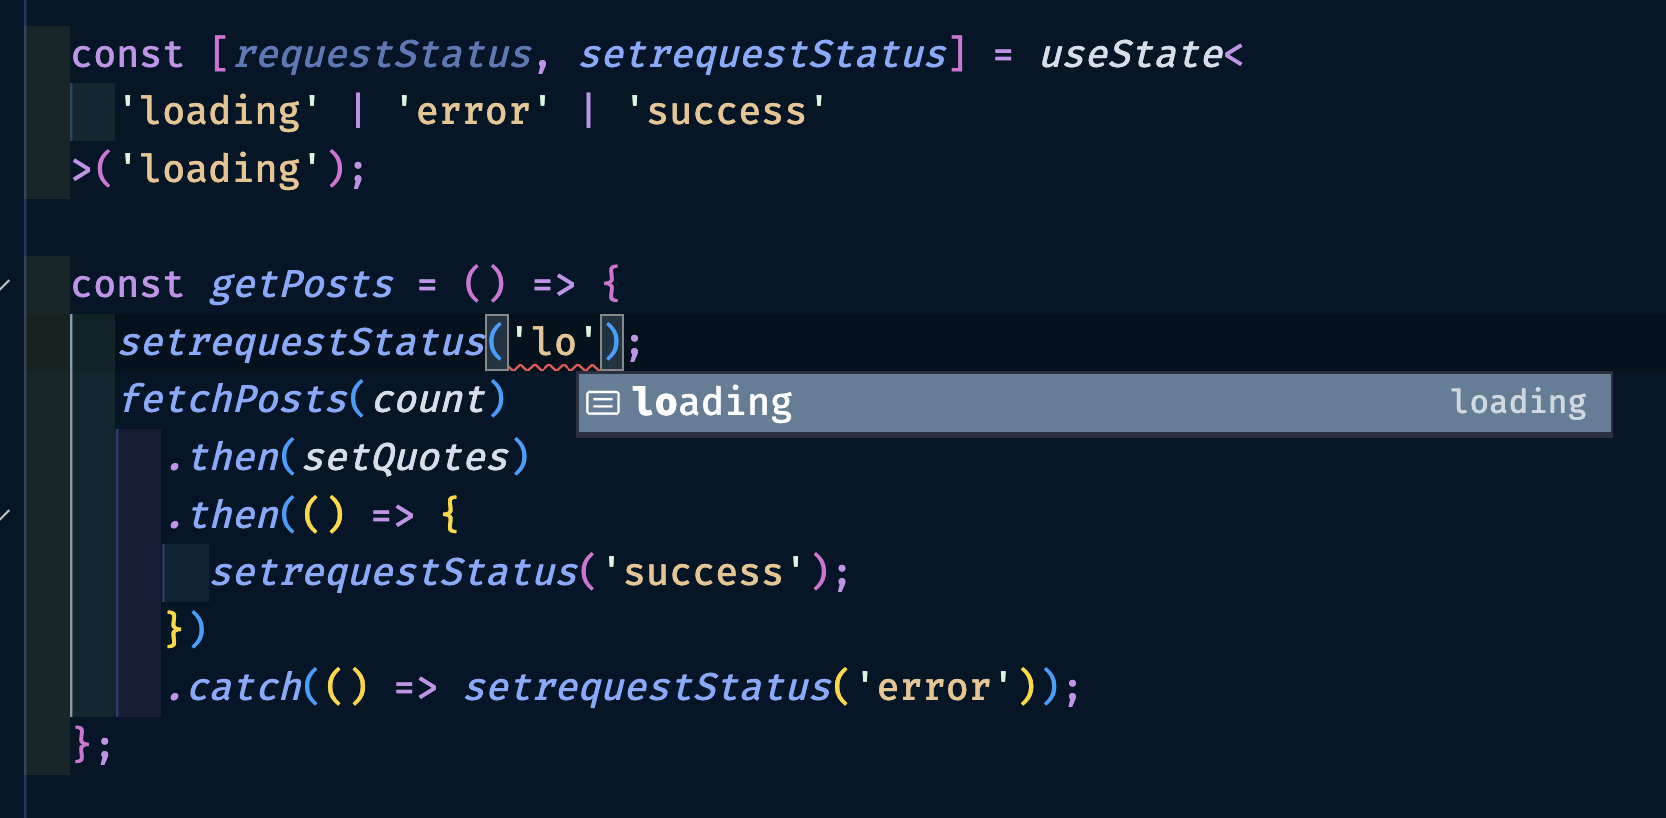 const [requestStatus, setrequestStatus] = useState<
'loading' | 'error' | 'success'
>('loading');
const getPosts = () => {
setrequestStatus('lo');
fetchPosts(count)
loading loading
.then(setQuotes)
.then(() => {
setrequestStatus('success');
})
.catch(() => setrequestStatus('error'));
};